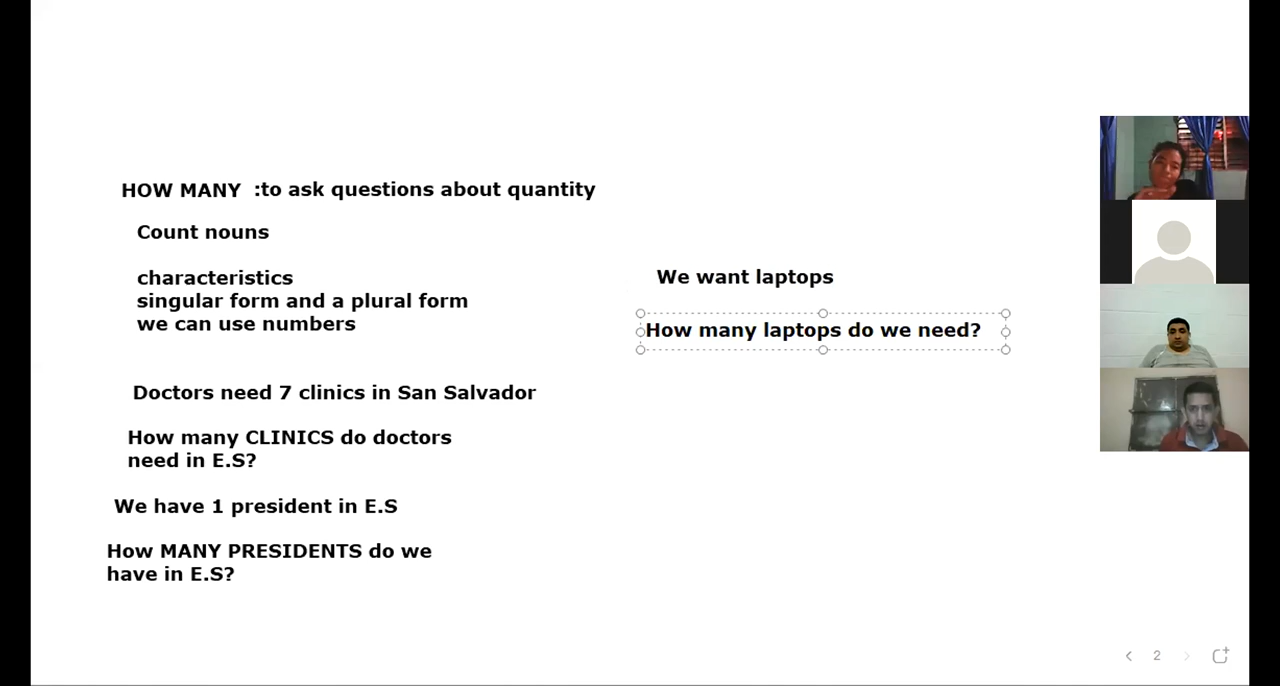 HOW MANY :to ask questions about quantity
Count nouns
characteristics
singular form and a plural form
we can use numbers
Doctors need 7 clinics in San Salvador
How many CLINICS do doctors
need in E.S?
We have 1 president in E.S
How MANY PRESIDENTS do we
have in E.S?
We want laptops
How many laptops do we need?
2